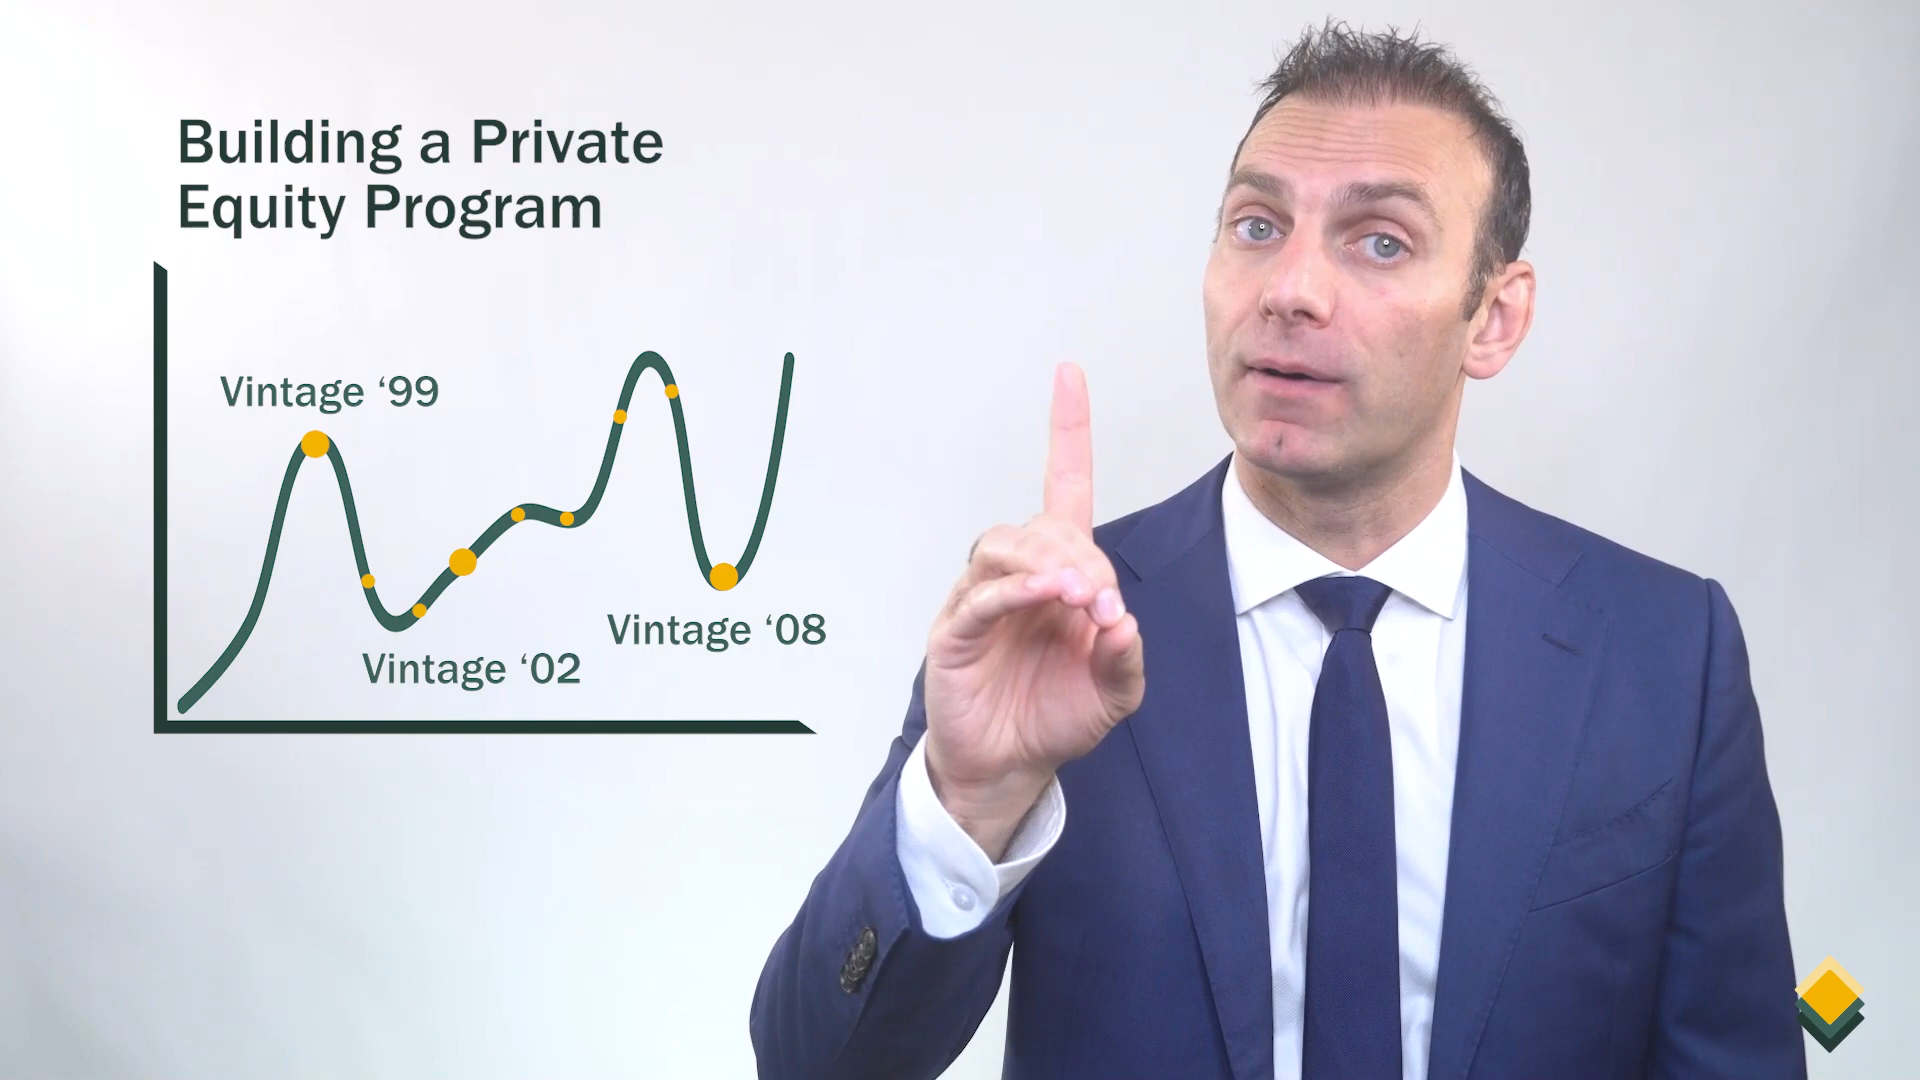 Building a Private
Equity Program
Vintage ‘99
Vintage ‘08
Vintage ‘02